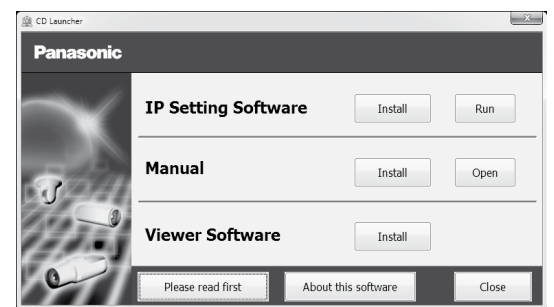 CD Launcher
Panasonic
IP Setting Software Install Run
Manual Install Open
Viewer Software Install
Please read first About this software Close